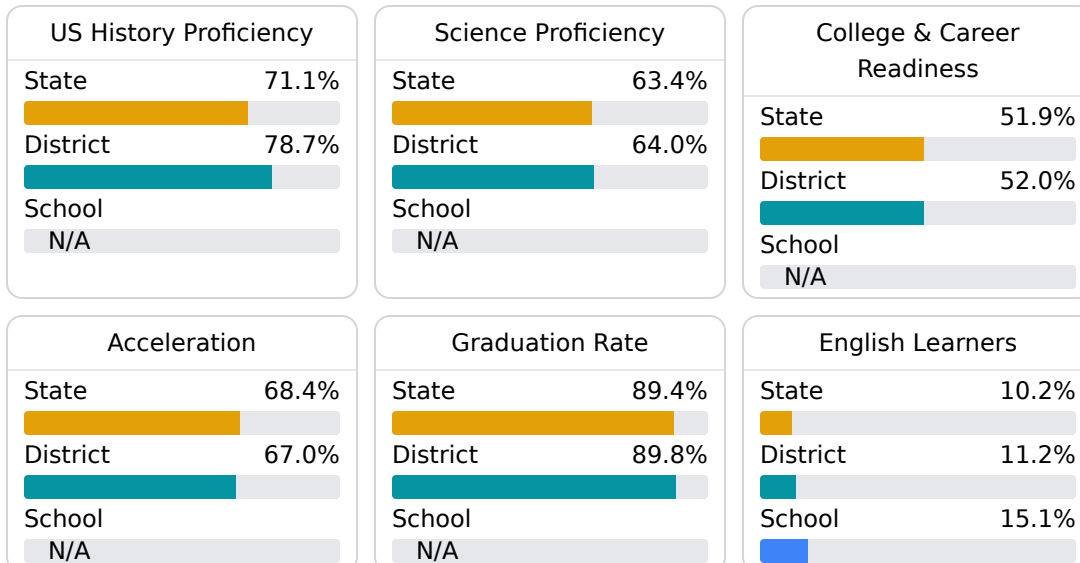 US History Proficiency
State 71.1%
District 78.7%
School
N/A
Science Proficiency
State 63.4%
District 64.0%
School
N/A
College & Career
Readiness
State 51.9%
District 52.0%
School
N/A
Acceleration
State 68.4%
District 67.0%
School
N/A
Graduation Rate
State 89.4%
District 89.8%
School
N/A
English Learners
State 10.2%
District 11.2%
School 15.1%